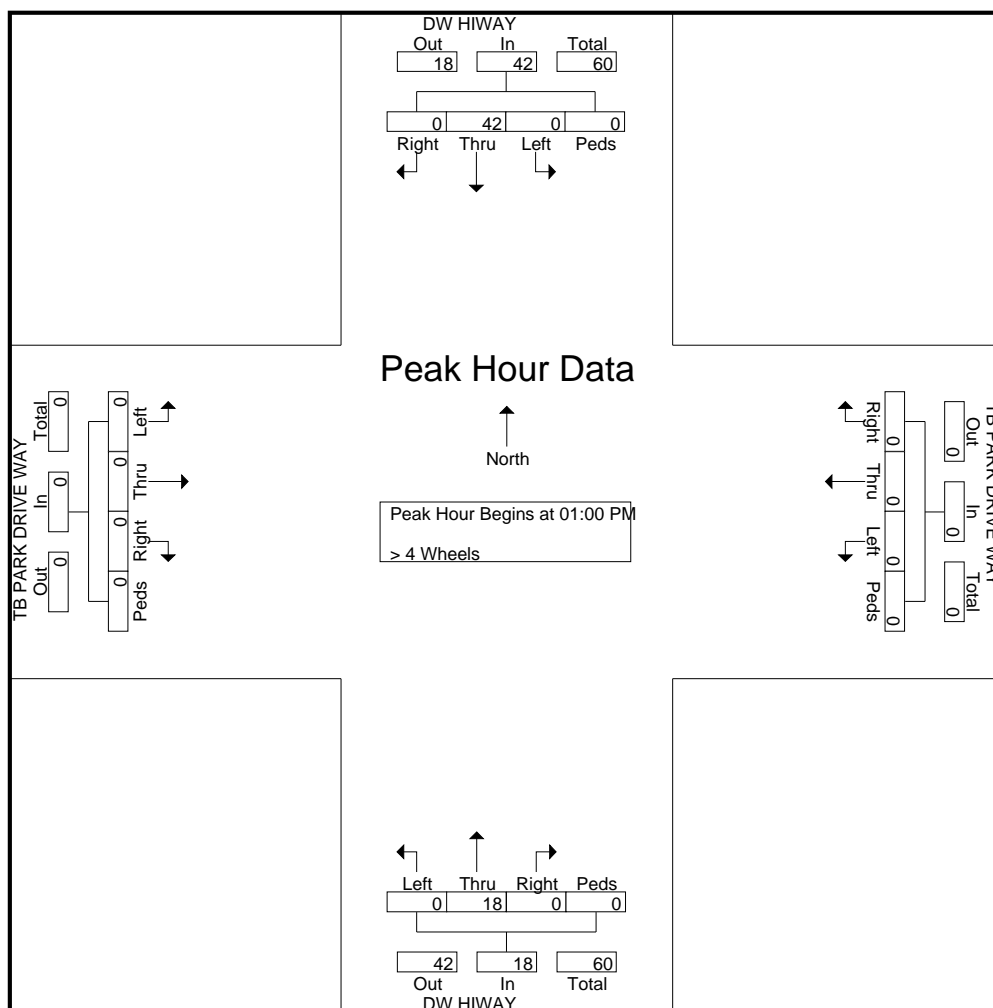 DW HIWAY
Out In Total
18 42 60
0 42 0 0
Right Thru Left Peds
Peak Hour Data
North
Peak Hour Begins at 01:00 PM
> 4 Wheels
TB PARK DRIVE WAY
Total In Out
0 0 0
0 0 0 0
Left Thru Right Peds
Right Thru Left Peds
0 0 0 0
Out In Total
0 0 0
TB PARK DRIVE WAY
Left Thru Right Peds
0 18 0 0
42 18 60
Out In Total
DW HIWAY